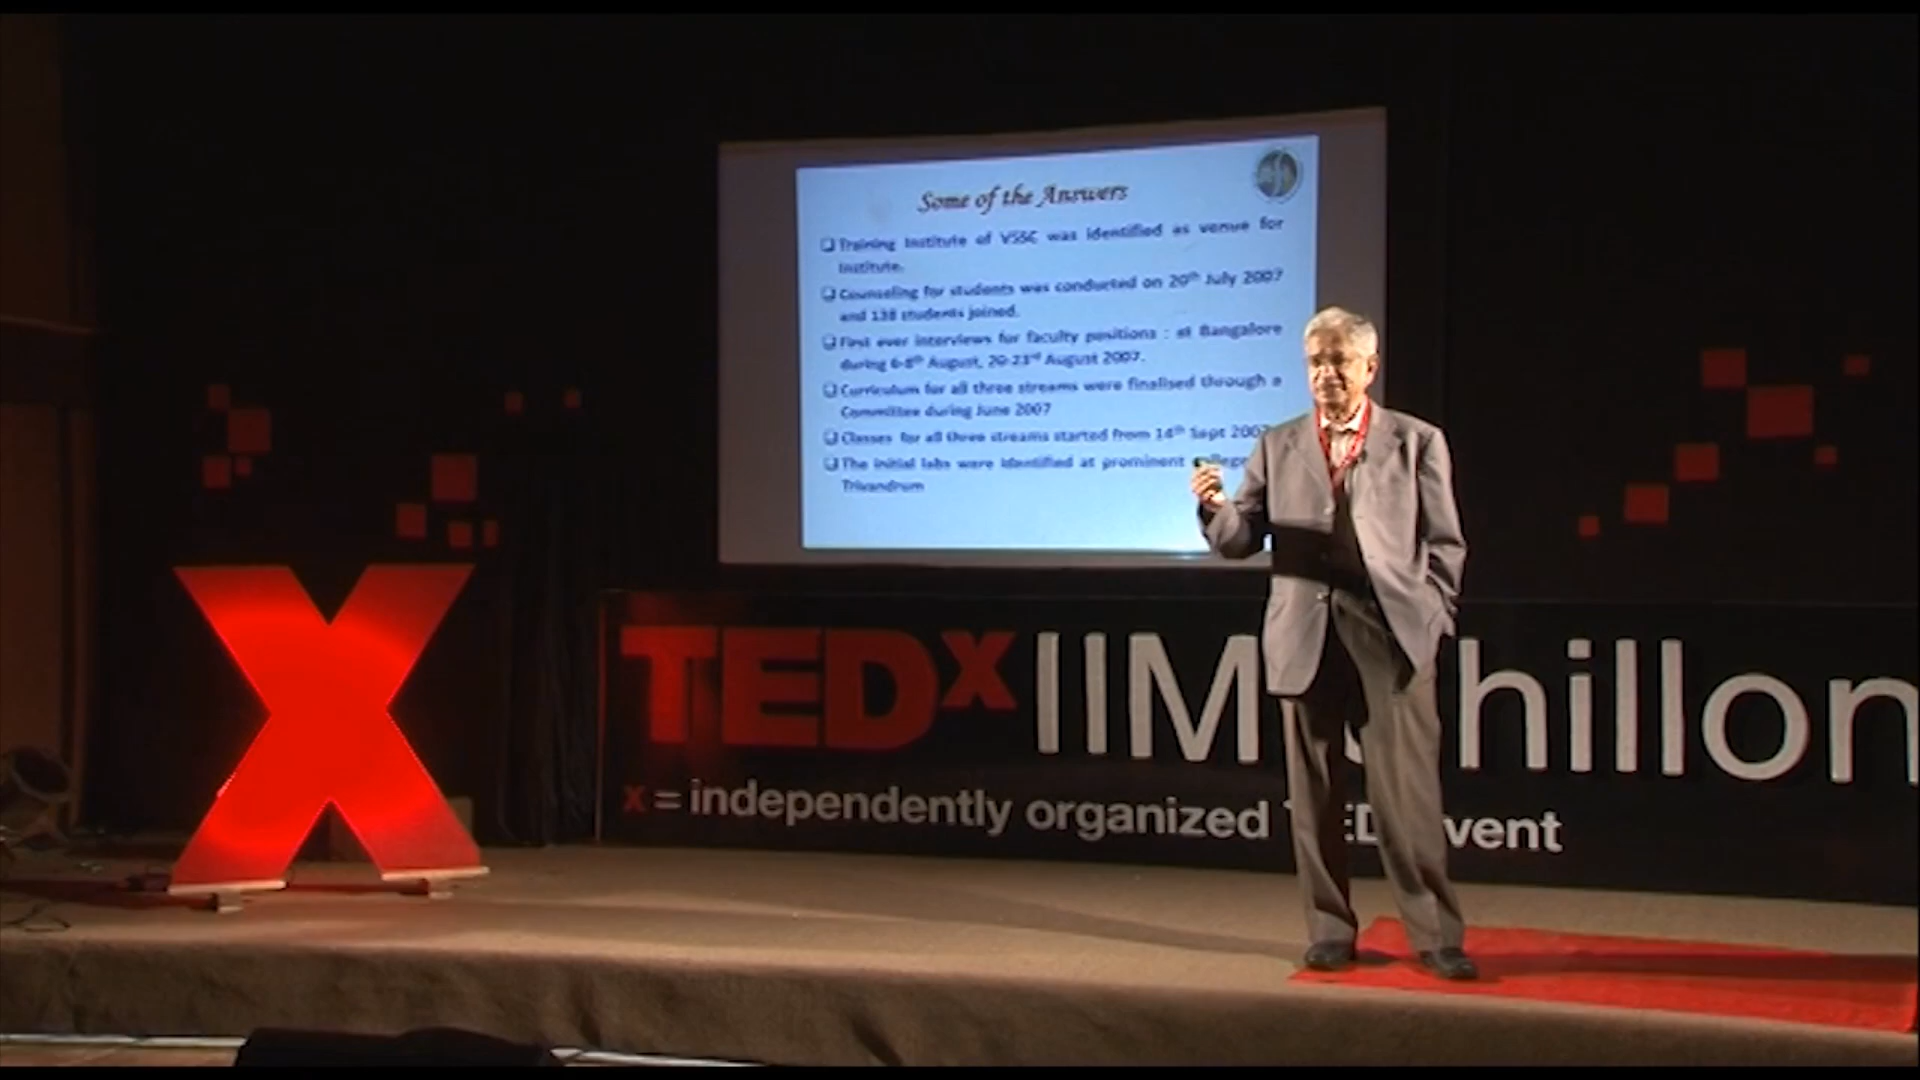 Some of the Answers
Training Institute of VSSC was identified as venue for
Institute.
Counseling for students was conducted on 20th July 2007
and 138 students joined.
First ever interviews for faculty positions : at Bangalore
during 6-8th August, 20-23rd August 2007.
Curriculum for all three streams were finalised through a
Committee during June 2007
Classes for all three streams started from 14th Sept 2007
The initial labs were identified at prominent
Trivandrum
X
TEDx IIM hillon
x = independently organized TED vent